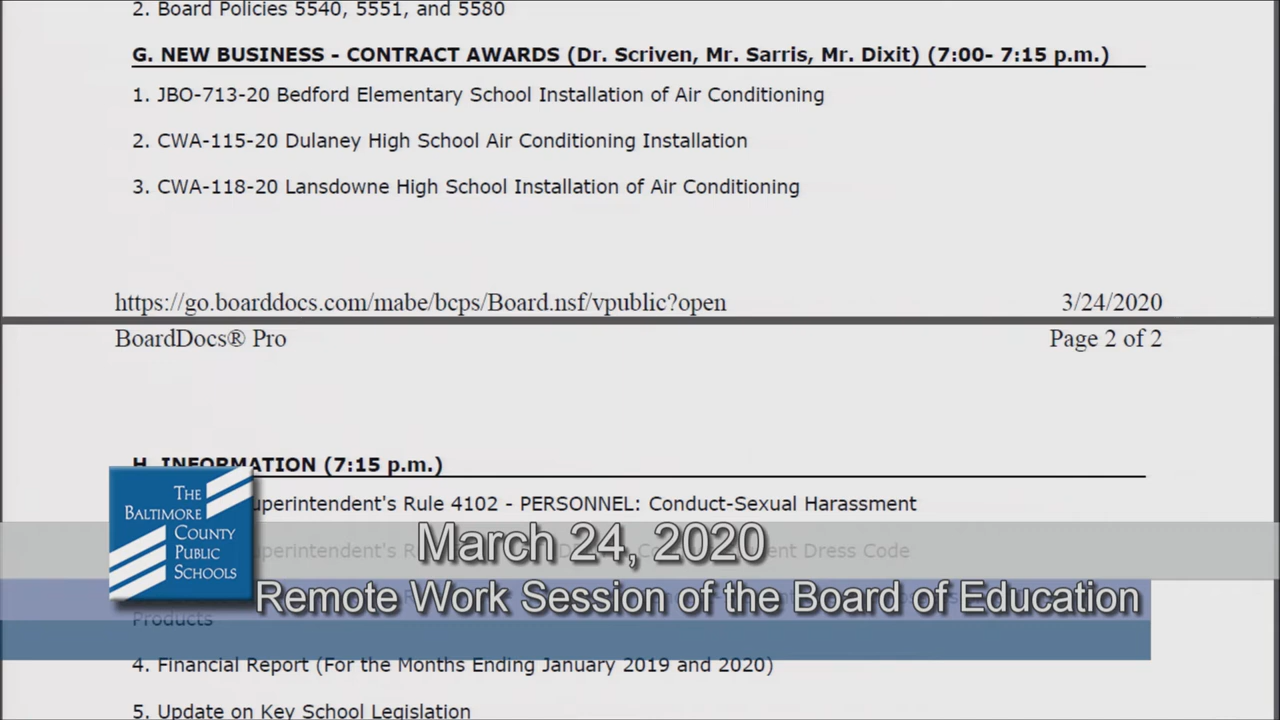 2. Board Policies 5540, 5551, and 5580
G. NEW BUSINESS - CONTRACT AWARDS (Dr. Scriven, Mr. Sarris, Mr. Dixit) (7:00- 7:15 p.m.)
1. JBO-713-20 Bedford Elementary School Installation of Air Conditioning
2. CWA-115-20 Dulaney High School Air Conditioning Installation
3. CWA-118-20 Lansdowne High School Installation of Air Conditioning
https://go.boarddocs.com/mabe/bcps/Board.nsf/vpublic?open 3/24/2020
BoardDocs® Pro Page 2 of 2
H. INFORMATION (7:15 p.m.)
Rule 4102 - PERSONNEL: Conduct-Sexual Harassment
Dress Code
Products
4. Financial Report (For the Months Ending January 2019 and 2020)
5. Update on Key School Legislation
THE
BALTIMORE
COUNTY
PUBLIC
SCHOOLS
March 24, 2020
Remote Work Session of the Board of Education